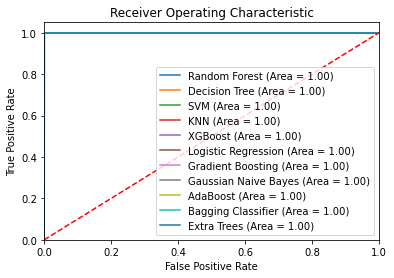 Receiver Operating Characteristic
1.0
0.8
0.6
0.4
0.2
0.0
True Positive Rate
Random Forest (Area = 1.00)
Decision Tree (Area = 1.00)
SVM (Area = 1.00)
KNN (Area = 1.00)
XGBoost (Area = 1.00)
Logistic Regression (Area = 1.00)
Gradient Boosting (Area = 1.00)
Gaussian Naive Bayes (Area = 1.00)
AdaBoost (Area = 1.00)
Bagging Classifier (Area = 1.00)
Extra Trees (Area = 1.00)
0.0 0.2 0.4 0.6 0.8 1.0
False Positive Rate